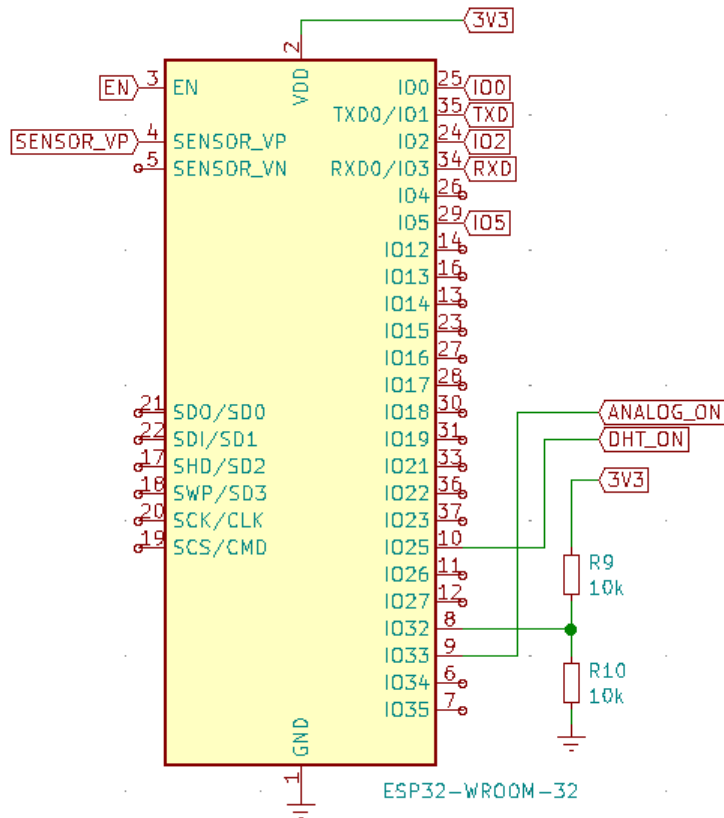 3V3
2
VDD
EN 3 EN
IO0 25 IO0
TXD0/IO1 35 TXD
SENSOR_VP 4 SENSOR_VP
IO2 24 IO2
5 SENSOR_VN
RXD0/IO3 34 RXD
IO4 26
IO5 29 IO5
IO12 14
IO13 16
IO14 13
IO15 23
IO16 27
IO17 28
21 SDO/SD0
IO18 30
ANALOG_ON
22 SDI/SD1
IO19 31
DHT_ON
17 SHD/SD2
IO21 33
3V3
18 SWP/SD3
IO22 36
20 SCK/CLK
IO23 37
19 SCS/CMD
IO25 10
R9
10k
IO26 11
IO27 12
IO32 8
IO33 9
R10
10k
IO34 6
IO35 7
GND
1
ESP32-WROOM-32